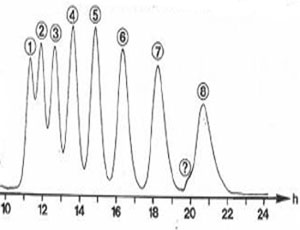 ① ② ③ ④ ⑤ ⑥ ⑦ ? ⑧
10 12 14 16 18 20 22 24 h